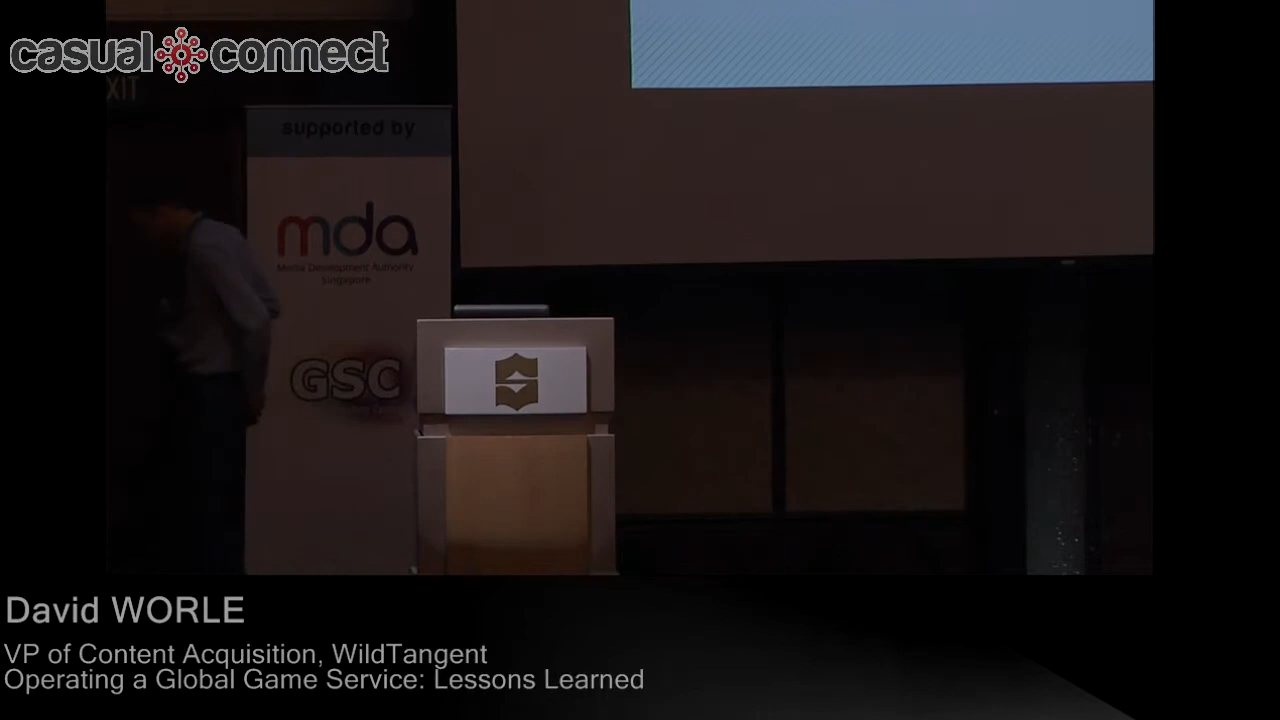 casual connect
XIT
supported by
mda
Media Development Authority
Singapore
GSC
David WORLE
VP of Content Acquisition, WildTangent
Operating a Global Game Service: Lessons Learned